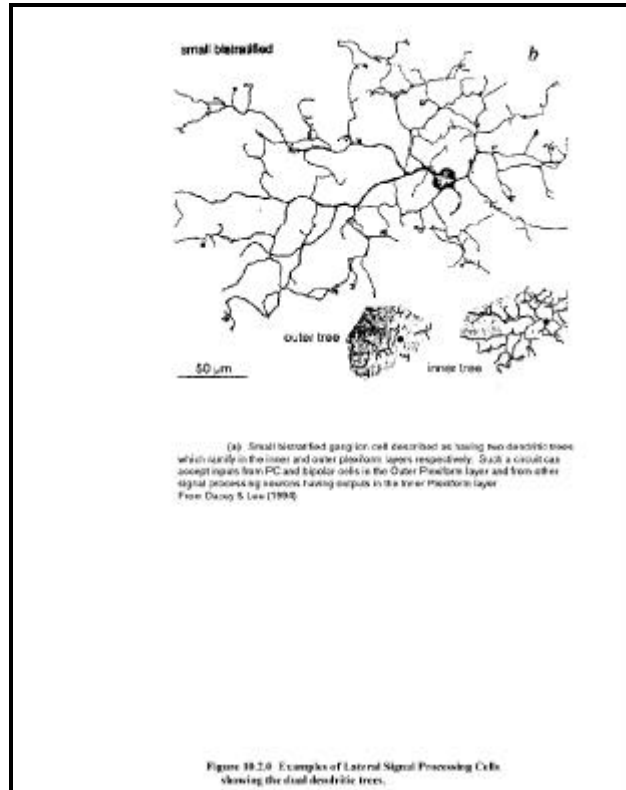 small bistratified
b
outer tree
inner tree
50 μm
(a) Small bistratified ganglion cell described as having two dendritic trees
which ramify in the inner and outer plexiform layers respectively. Such a circuit can
accept inputs from PC and bipolar cells in the Outer Plexiform layer and from other
signal processing neurons having outputs in the Inner Plexiform layer
From Dacey & Lee (1994)
Figure 10.2.0 Examples of Lateral Signal Processing Cells
showing the dual dendritic trees.